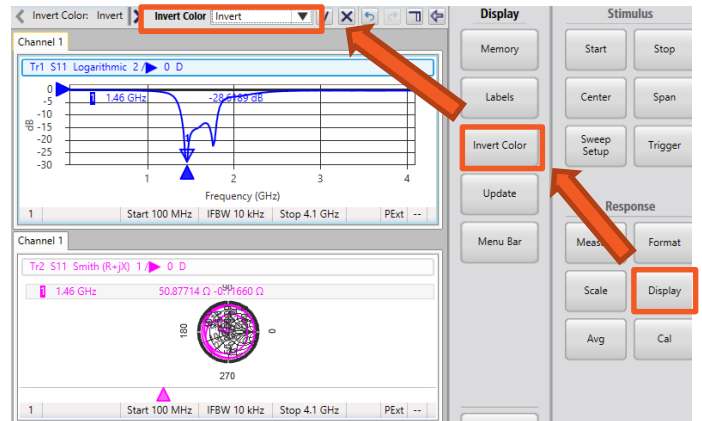 Invert Color: Invert
Invert Color
Invert
Channel 1
Tr1 S11 Logarithmic 2 / 0 D
0
-5
-10
-15
-20
-25
-30
dB
1 1.46 GHz -28.6189 dB
1
1 2 3 4
Frequency (GHz)
1 Start 100 MHz IFBW 10 kHz Stop 4.1 GHz PExt --
Channel 1
Tr2 S11 Smith (R+jX) 1 / 0 D
1 1.46 GHz 50.87714 Ω -0.11660 Ω
90
180
0
270
1 Start 100 MHz IFBW 10 kHz Stop 4.1 GHz PExt --
Display
Memory
Labels
Invert Color
Update
Menu Bar
Stimulus
Start Stop
Center Span
Sweep
Setup
Trigger
Response
Format
Scale Display
Avg Cal